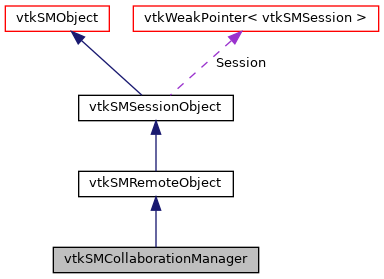 vtkSMObject
vtkWeakPointer< vtkSMSession >
Session
vtkSMSessionObject
vtkSMRemoteObject
vtkSMCollaborationManager